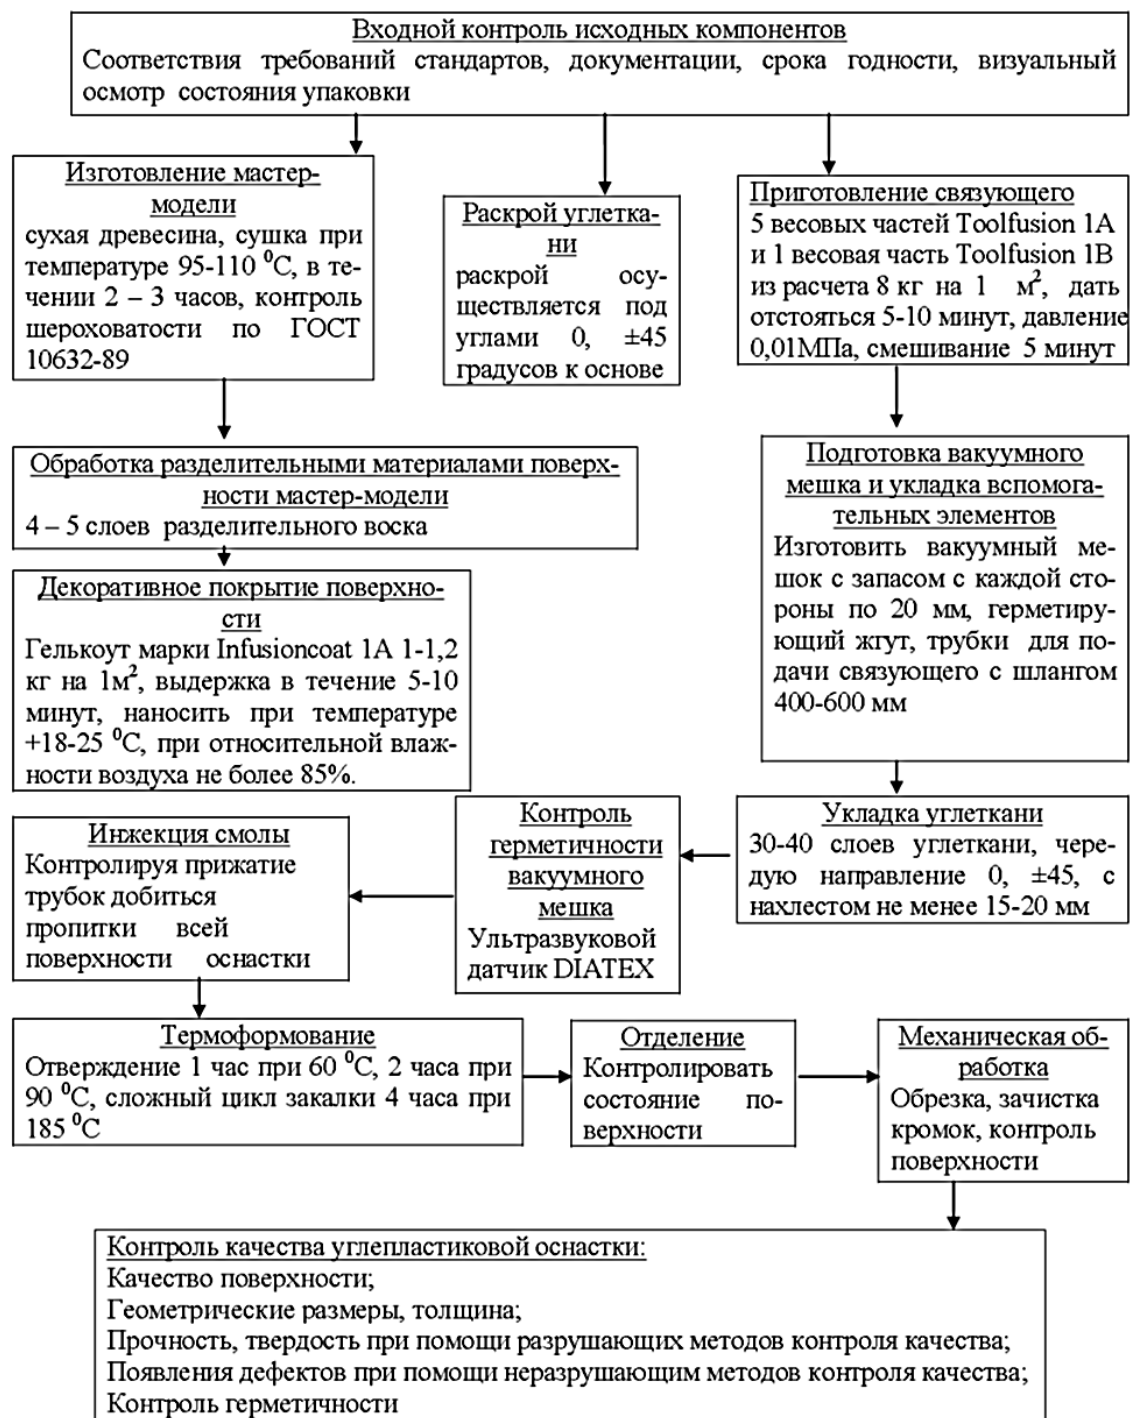 Входной контроль исходных компонентов
Соответствия требований стандартов, документации, срока годности, визуальный
осмотр состояния упаковки
Изготовление мастер-
модели
сухая древесина, сушка при
температуре 95-110 ⁰С, в те-
чении 2 – 3 часов, контроль
шероховатости по ГОСТ
10632-89
Раскрой углетка-
ни
раскрой осу-
ществляется под
углами 0, ±45
градусов к основе
Приготовление связующего
5 весовых частей Toolfusion 1A
и 1 весовая часть Toolfusion 1B
из расчета 8 кг на 1 м², дать
отстояться 5-10 минут, давление
0,01МПа, смешивание 5 минут
Обработка разделительными материалами поверх-
ности мастер-модели
4 – 5 слоев разделительного воска
Подготовка вакуумного
мешка и укладка вспомога-
тельных элементов
Изготовить вакуумный ме-
шок с запасом с каждой сто-
роны по 20 мм, герметиру-
ющий жгут, трубки для по-
дачи связующего с шлангом
400-600 мм
Декоративное покрытие поверхно-
сти
Гелькоут марки Infusioncoat 1A 1-1,2
кг на 1м², выдержка в течение 5-10
минут, наносить при температуре
+18-25 ⁰С, при относительной влаж-
ности воздуха не более 85%.
Укладка углеткани
30-40 слоев углеткани, чере-
дую направление 0, ±45, с
нахлестом не менее 15-20 мм
Контроль
герметичности
вакуумного
мешка
Ультразвуковой
датчик DIATEX
Инжекция смолы
Контролируя прижатие
трубок добиться
пропитки всей
поверхности оснастки
Термоформование
Отверждение 1 час при 60 ⁰С, 2 часа при
90 ⁰С, сложный цикл закалки 4 часа при
185 ⁰С
Отделение
Контролировать
состояние по-
верхности
Механическая об-
работка
Обрезка, зачистка
кромок, контроль
поверхности
Контроль качества углепластиковой оснастки:
Качество поверхности;
Геометрические размеры, толщина;
Прочность, твердость при помощи разрушающих методов контроля качества;
Появления дефектов при помощи неразрушающим методов контроля качества;
Контроль герметичности